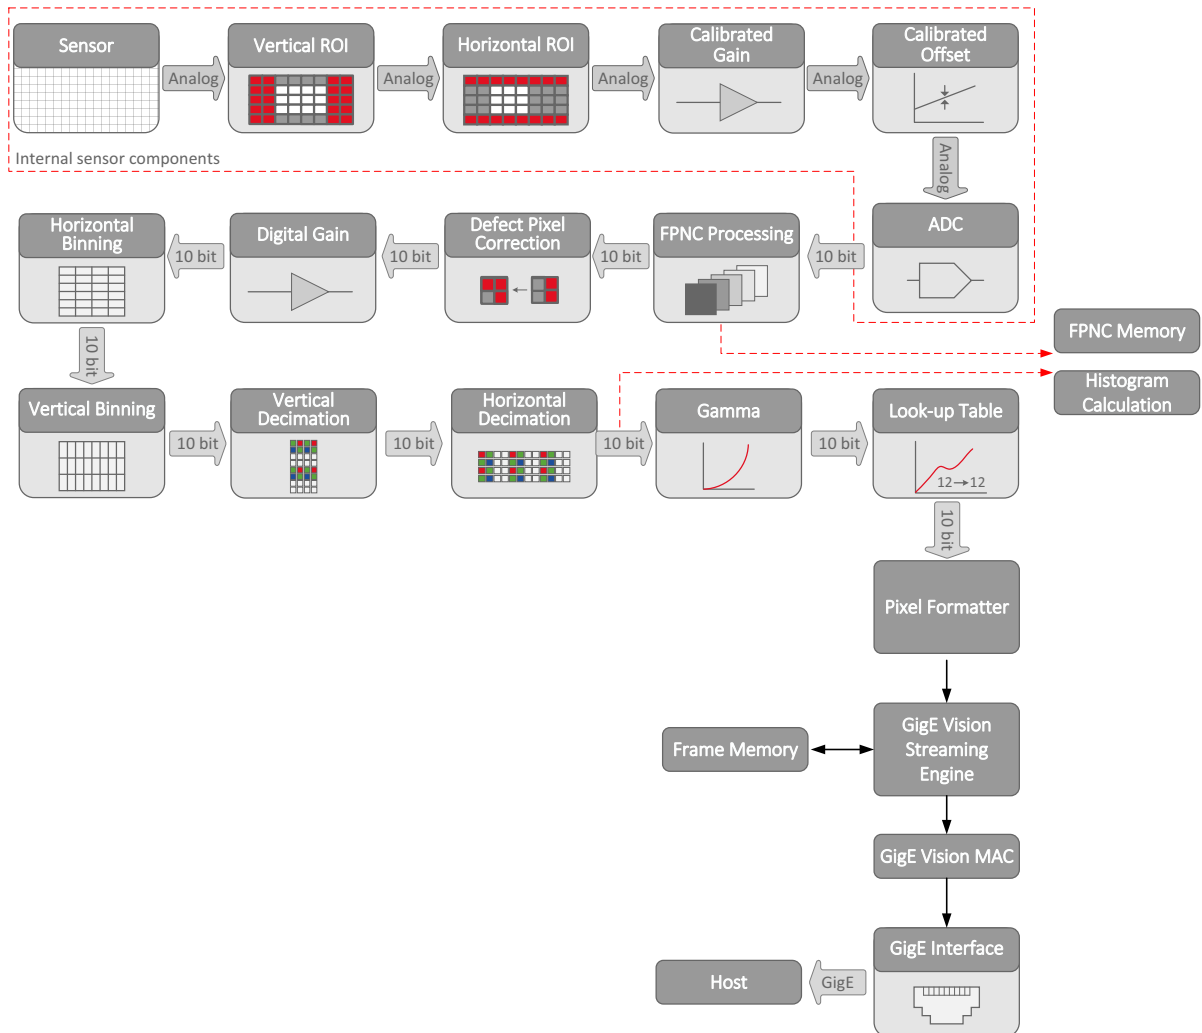 Sensor
Vertical ROI
Horizontal ROI
Calibrated
Gain
Calibrated
Offset
Analog
Analog
Analog
Analog
Internal sensor components
Analog
Horizontal
Binning
10 bit
Digital Gain
10 bit
Defect Pixel
Correction
10 bit
FPNC Processing
10 bit
ADC
FPNC Memory
10 bit
Histogram
Calculation
Vertical Binning
10 bit
Vertical
Decimation
10 bit
Horizontal
Decimation
10 bit
Gamma
10 bit
Look-up Table
12→12
10 bit
Pixel Formatter
Frame Memory
GigE Vision
Streaming
Engine
GigE Vision MAC
GigE Interface
Host
GigE